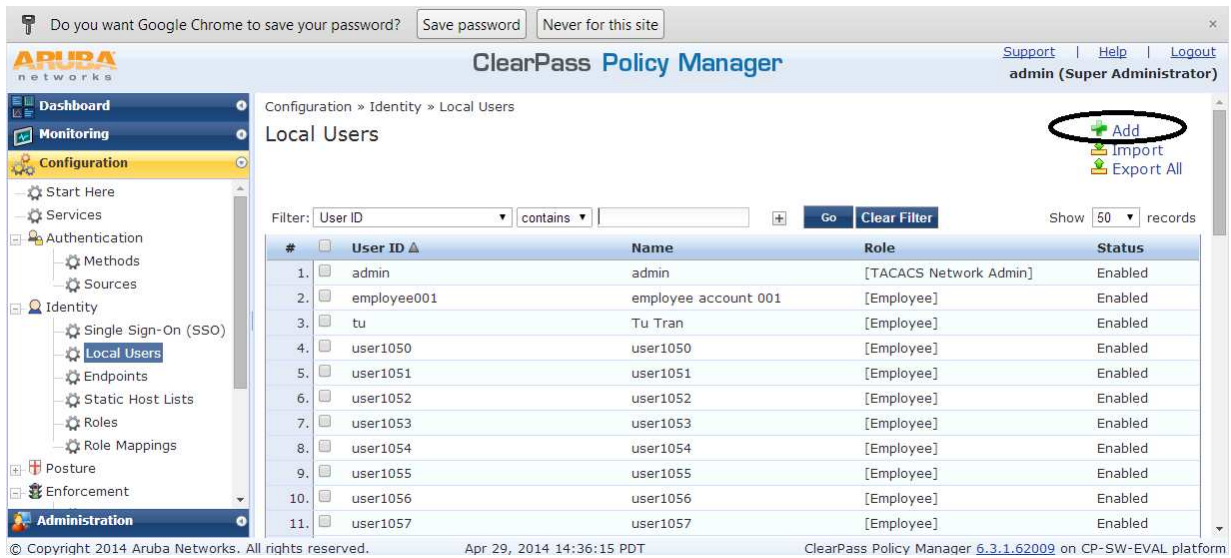 Do you want Google Chrome to save your password? Save password Never for this site ×
ARUBA
networks
ClearPass Policy Manager
Support | Help | Logout
admin (Super Administrator)
Dashboard
Monitoring
Configuration
Start Here
Services
Authentication
Methods
Sources
Identity
Single Sign-On (SSO)
Local Users
Endpoints
Static Host Lists
Roles
Role Mappings
Posture
Enforcement
Administration
Configuration » Identity » Local Users
Local Users
Add
Import
Export All
Filter: User ID contains Go Clear Filter Show 50 records
# User ID Name Role Status
1. admin admin [TACACS Network Admin] Enabled
2. employee001 employee account 001 [Employee] Enabled
3. tu Tu Tran [Employee] Enabled
4. user1050 user1050 [Employee] Enabled
5. user1051 user1051 [Employee] Enabled
6. user1052 user1052 [Employee] Enabled
7. user1053 user1053 [Employee] Enabled
8. user1054 user1054 [Employee] Enabled
9. user1055 user1055 [Employee] Enabled
10. user1056 user1056 [Employee] Enabled
11. user1057 user1057 [Employee] Enabled
© Copyright 2014 Aruba Networks. All rights reserved. Apr 29, 2014 14:36:15 PDT ClearPass Policy Manager 6.3.1.62009 on CP-SW-EVAL platform